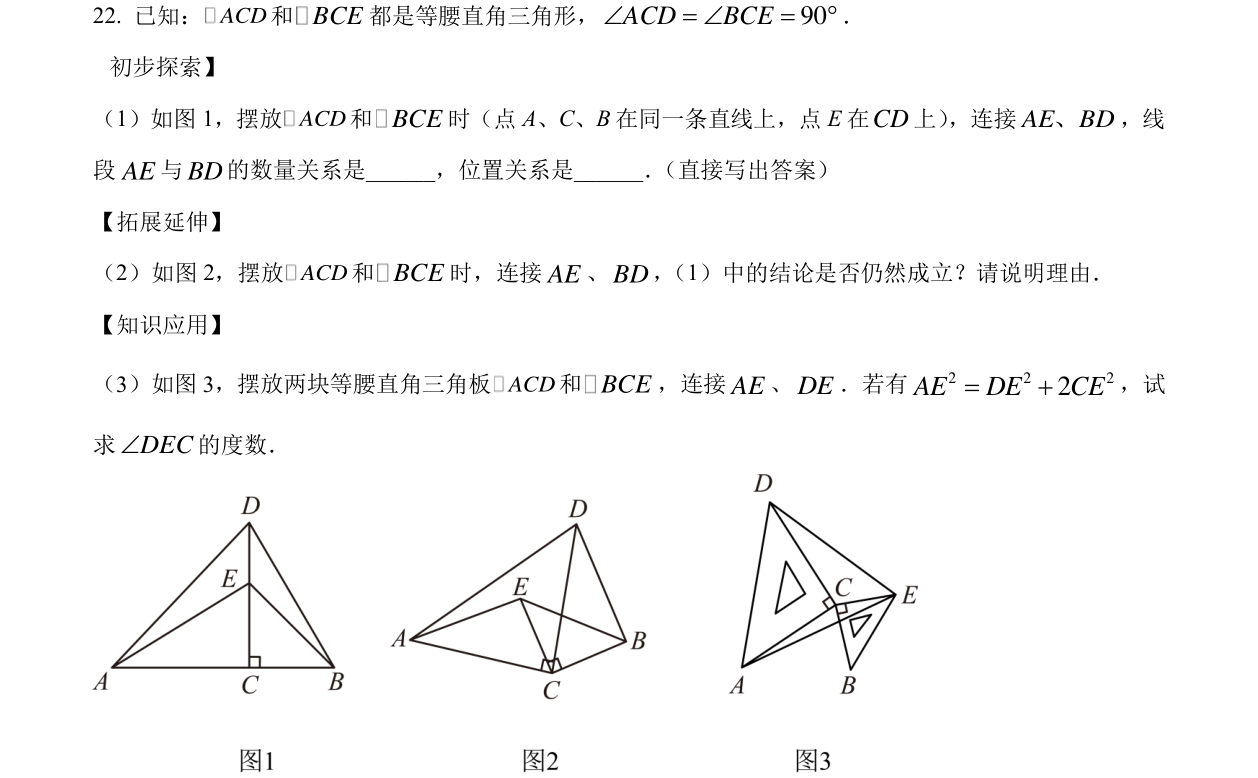 22. 已知：□ACD和□BCE都是等腰直角三角形，∠ACD=∠BCE=90°．
初步探索】
（1）如图1，摆放□ACD和□BCE时（点A、C、B在同一条直线上，点E在CD上），连接AE、BD，线
段AE与BD的数量关系是______，位置关系是______．（直接写出答案）
【拓展延伸】
（2）如图2，摆放□ACD和□BCE时，连接AE、BD，（1）中的结论是否仍然成立？请说明理由．
【知识应用】
（3）如图3，摆放两块等腰直角三角板□ACD和□BCE，连接AE、DE．若有AE²=DE²+2CE²，试
求∠DEC的度数．
D
E
A
C
B
图1
D
E
A
B
C
图2
D
C
E
A
B
图3